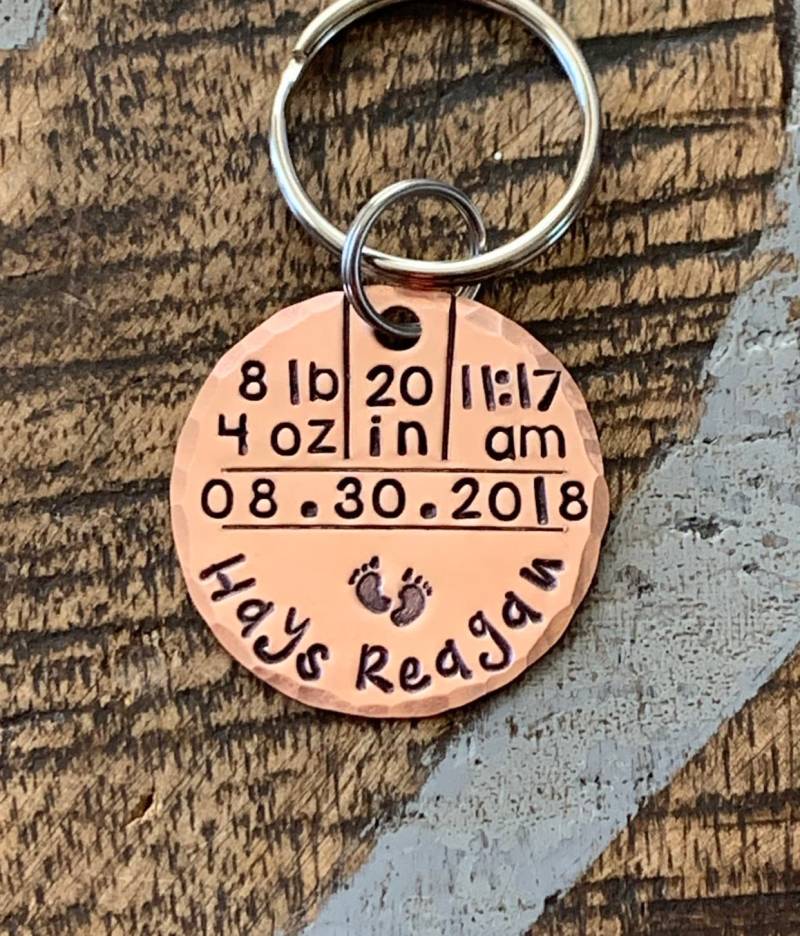 8 lb 20 11:17
4 oz in am
08.30.2018
Hays Reagan